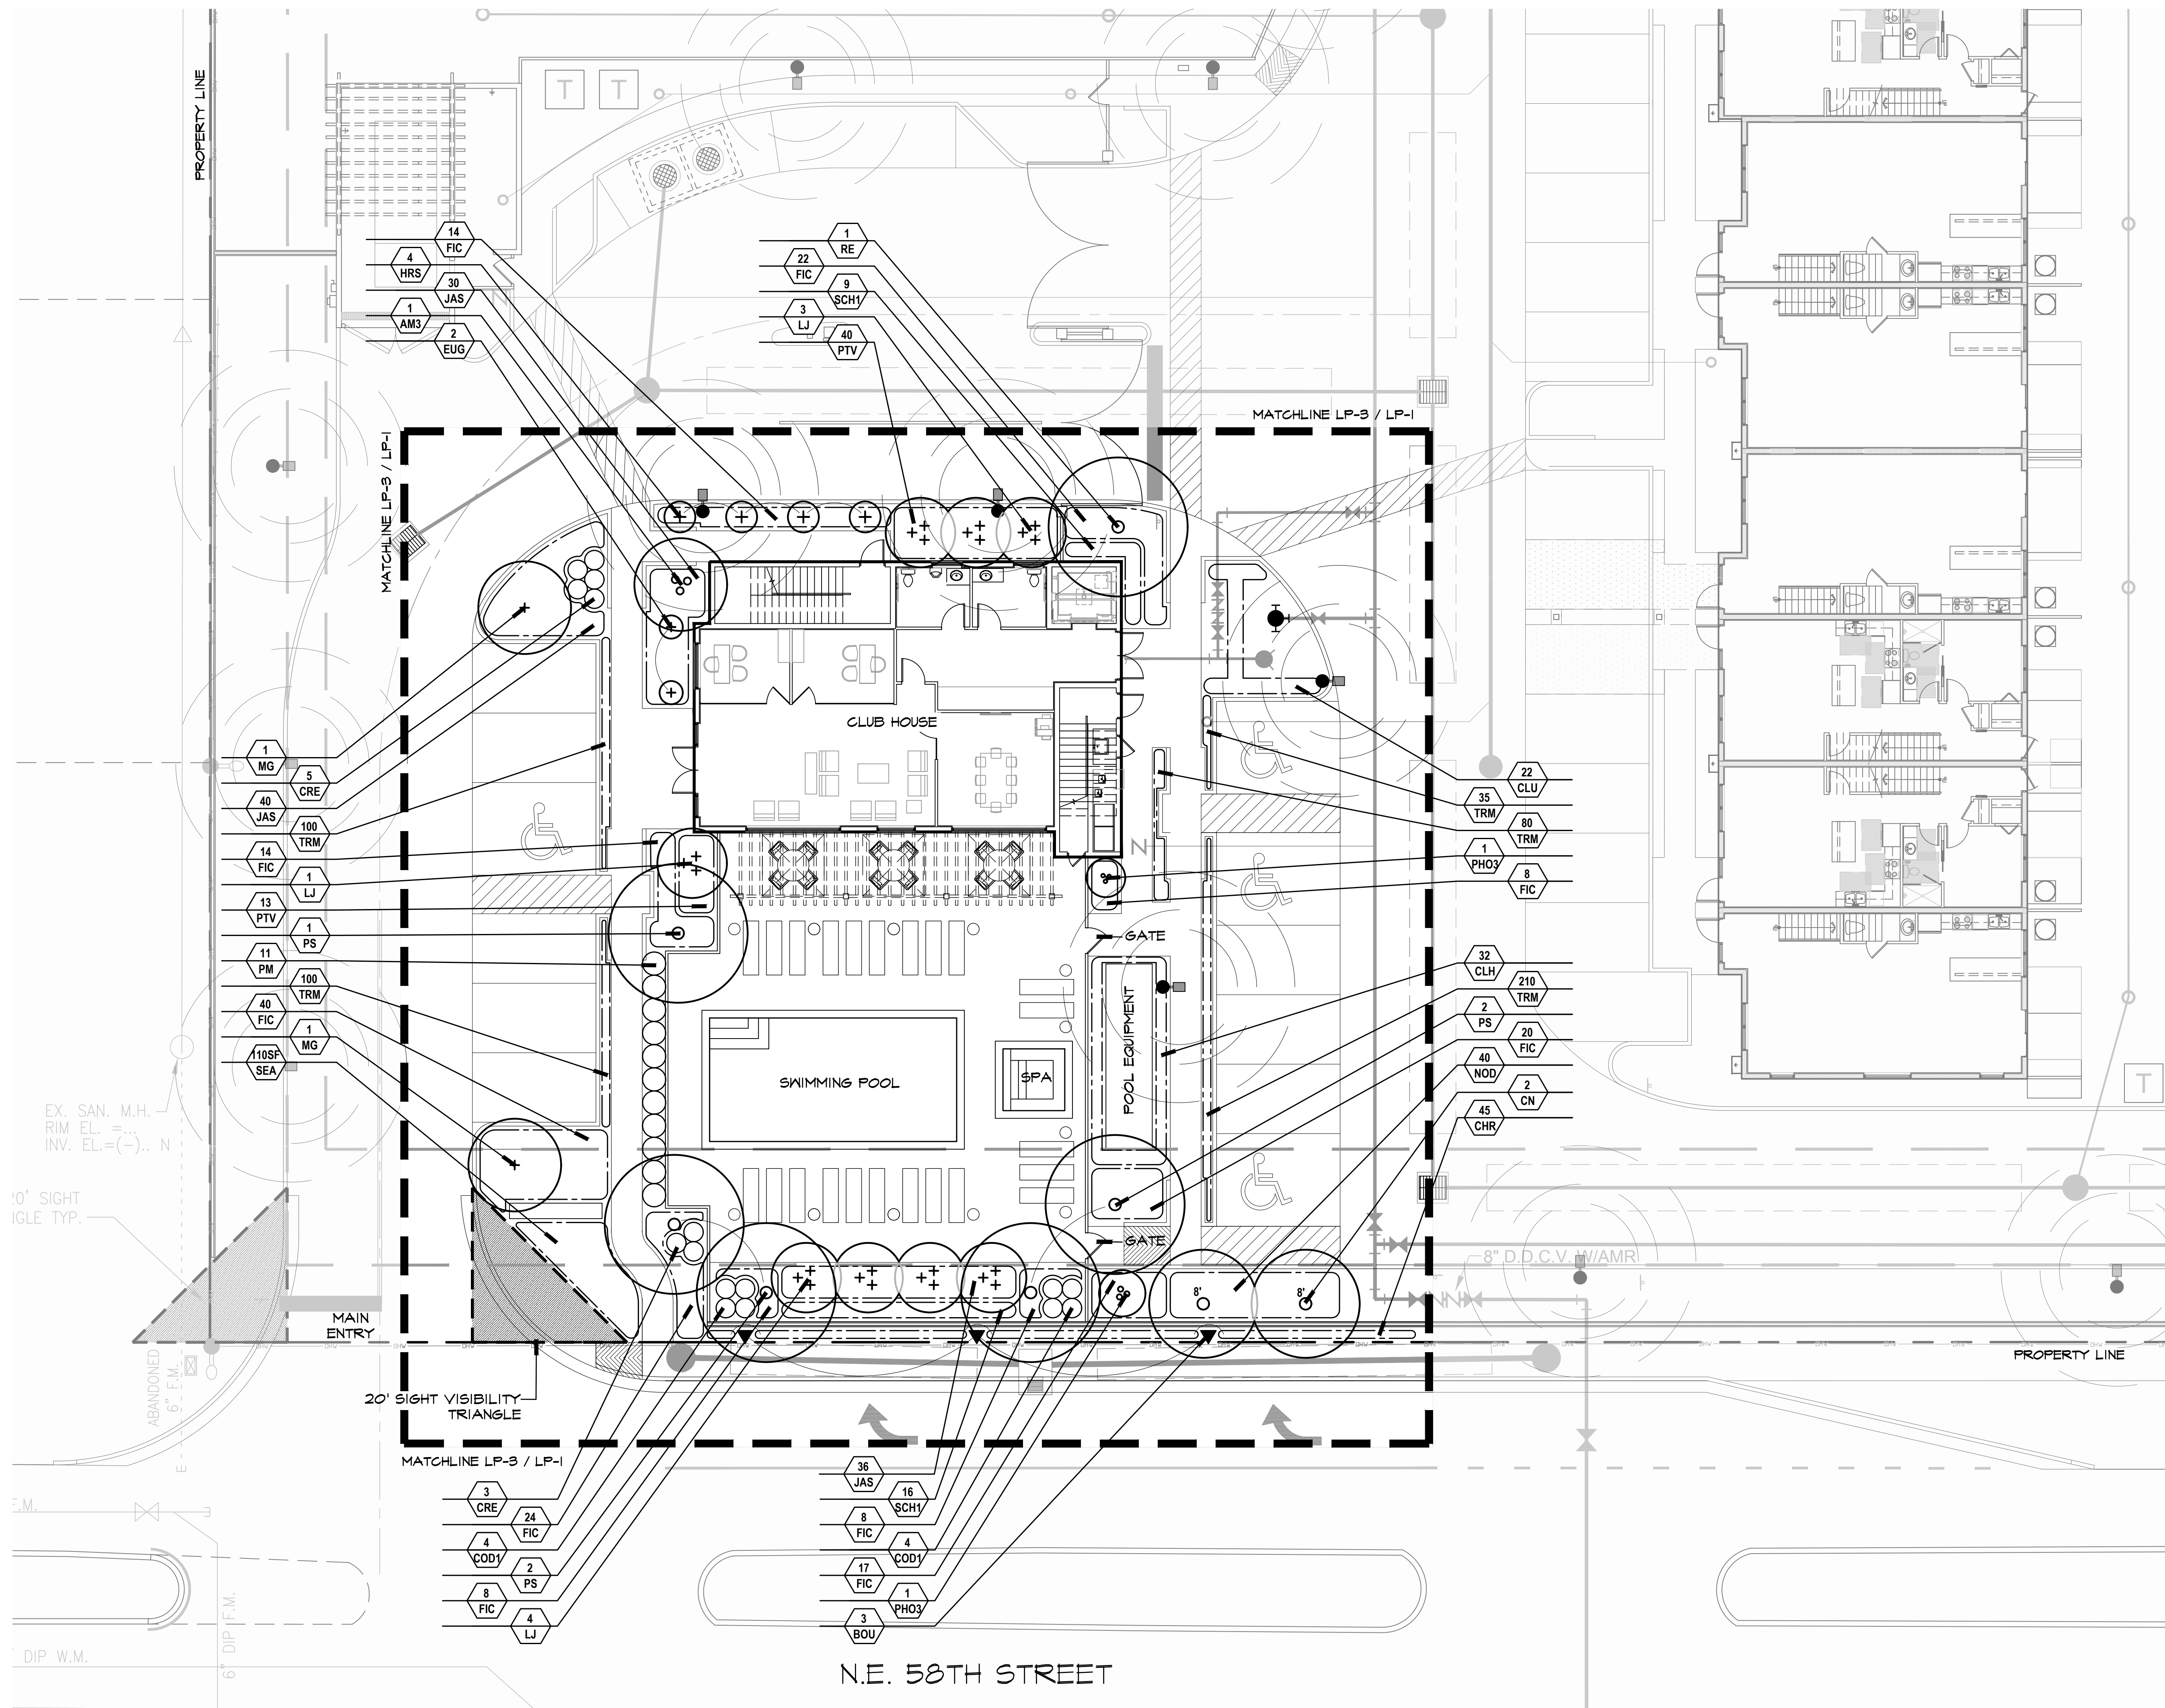 PROPERTY LINE
T
T
14
FIC
4
HRS
30
JAS
1
AM3
2
EUG
1
RE
22
FIC
9
SCH1
3
LJ
40
PTV
MATCHLINE LP-3 / LP-1
MATCHLINE LP-3 / LP-1
CLUB HOUSE
1
MG
5
CRE
40
JAS
100
TRM
14
FIC
1
LJ
13
PTV
1
PS
11
PM
100
TRM
40
FIC
1
MG
110SF
SEA
22
CLU
35
TRM
80
TRM
1
PHO3
8
FIC
32
CLH
210
TRM
2
PS
20
FIC
40
NOD
2
CN
45
CHR
GATE
POOL EQUIPMENT
SWIMMING POOL
SPA
GATE
T
EX. SAN. M.H.
RIM EL. =...
INV. EL.=(-).. N
20' SIGHT
NGLE TYP.
8" D.D.C.V. W/AMR
8'
8'
MAIN
ENTRY
PROPERTY LINE
ABANDONED
6" F.M.
20' SIGHT VISIBILITY
TRIANGLE
MATCHLINE LP-3 / LP-1
3
CRE
24
FIC
4
COD1
2
PS
8
FIC
4
LJ
36
JAS
16
SCH1
8
FIC
4
COD1
17
FIC
1
PHO3
3
BOU
F.M.
6" DIP F.M.
DIP W.M.
N.E. 58TH STREET